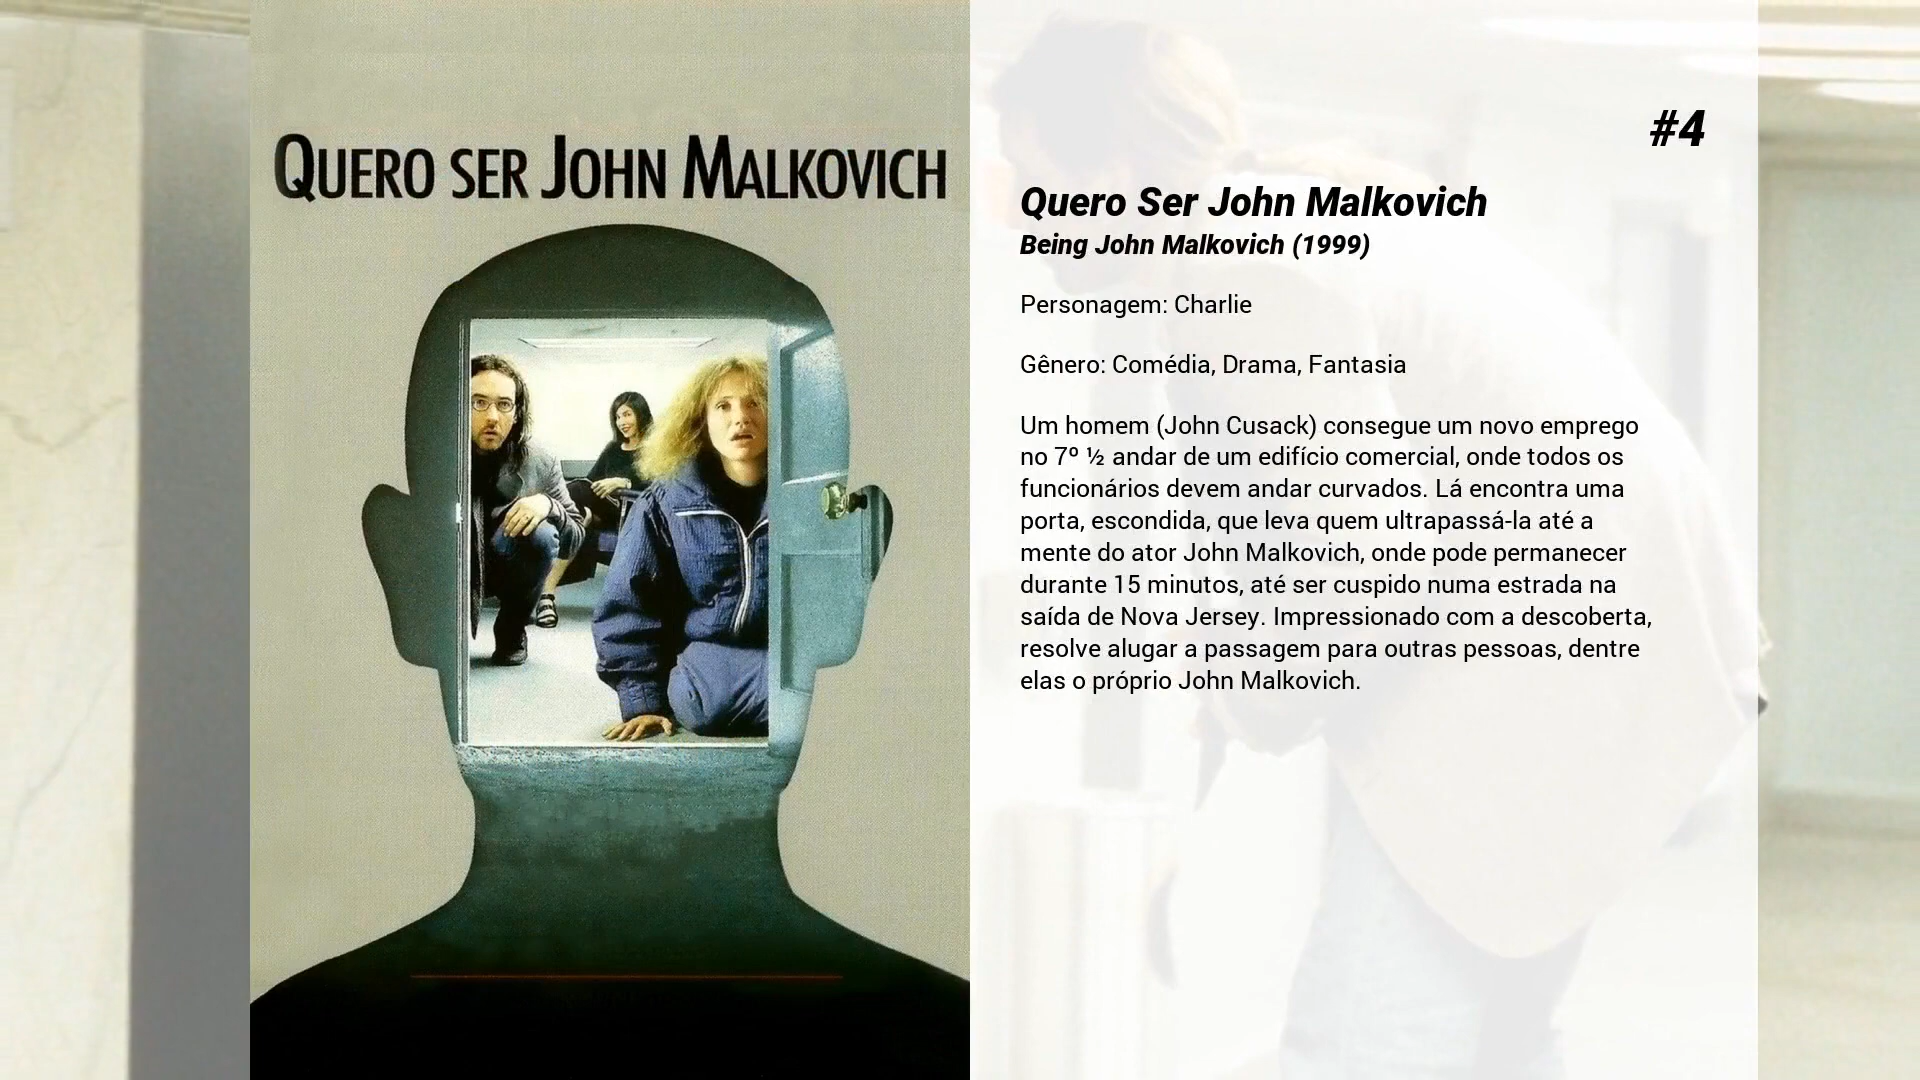 QUERO SER JOHN MALKOVICH
#4
Quero Ser John Malkovich
Being John Malkovich (1999)
Personagem: Charlie
Gênero: Comédia, Drama, Fantasia
Um homem (John Cusack) consegue um novo emprego
no 7º ½ andar de um edifício comercial, onde todos os
funcionários devem andar curvados. Lá encontra uma
porta, escondida, que leva quem ultrapassá-la até a
mente do ator John Malkovich, onde pode permanecer
durante 15 minutos, até ser cuspido numa estrada na
saída de Nova Jersey. Impressionado com a descoberta,
resolve alugar a passagem para outras pessoas, dentre
elas o próprio John Malkovich.